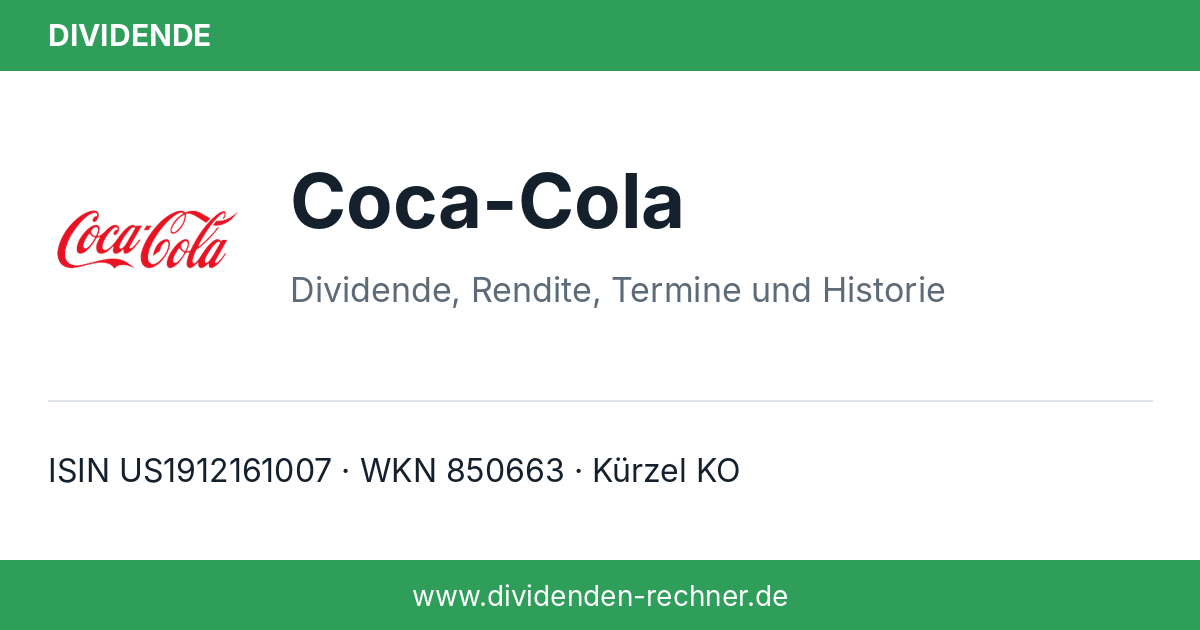 DIVIDENDE
Coca-Cola
Coca-Cola
Dividende, Rendite, Termine und Historie
ISIN US1912161007 · WKN 850663 · Kürzel KO
www.dividenden-rechner.de